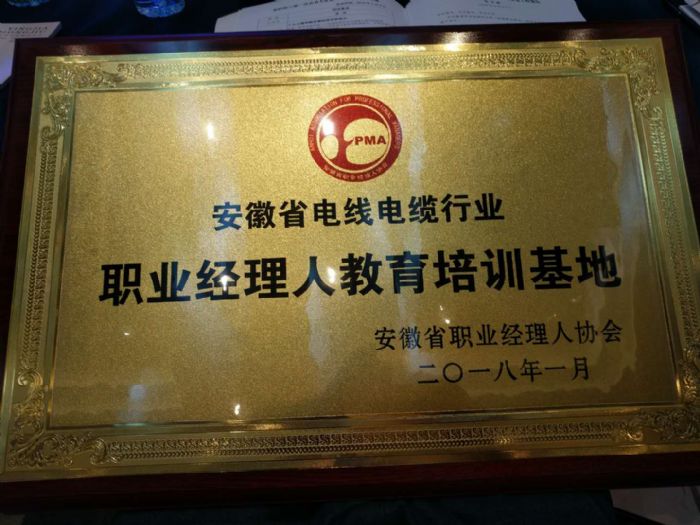 PMA
安徽省电线电缆行业
职业经理人教育培训基地
安徽省职业经理人协会
二〇一八年一月